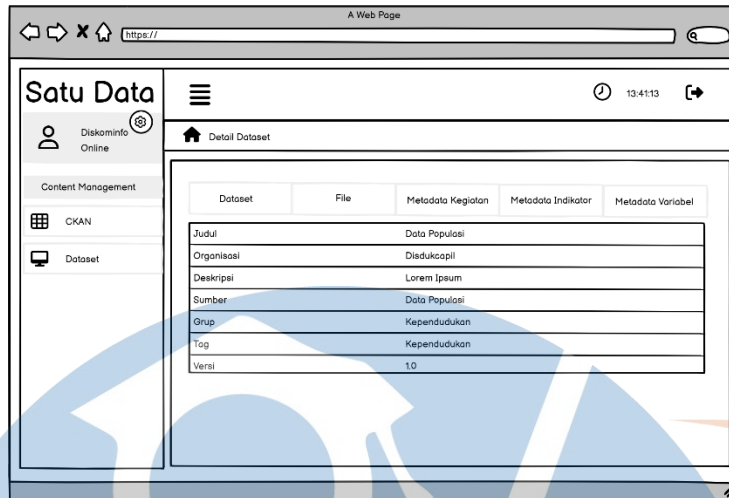 A Web Page
https://
Satu Data
13:41:13
Diskominfo
Online
Detail Dataset
Content Management
CKAN
Dataset
Dataset File Metadata Kegiatan Metadata Indikator Metadata Variabel
Judul Data Populasi
Organisasi Disdukcapil
Deskripsi Lorem Ipsum
Sumber Data Populasi
Grup Kependudukan
Tag Kependudukan
Versi 1.0